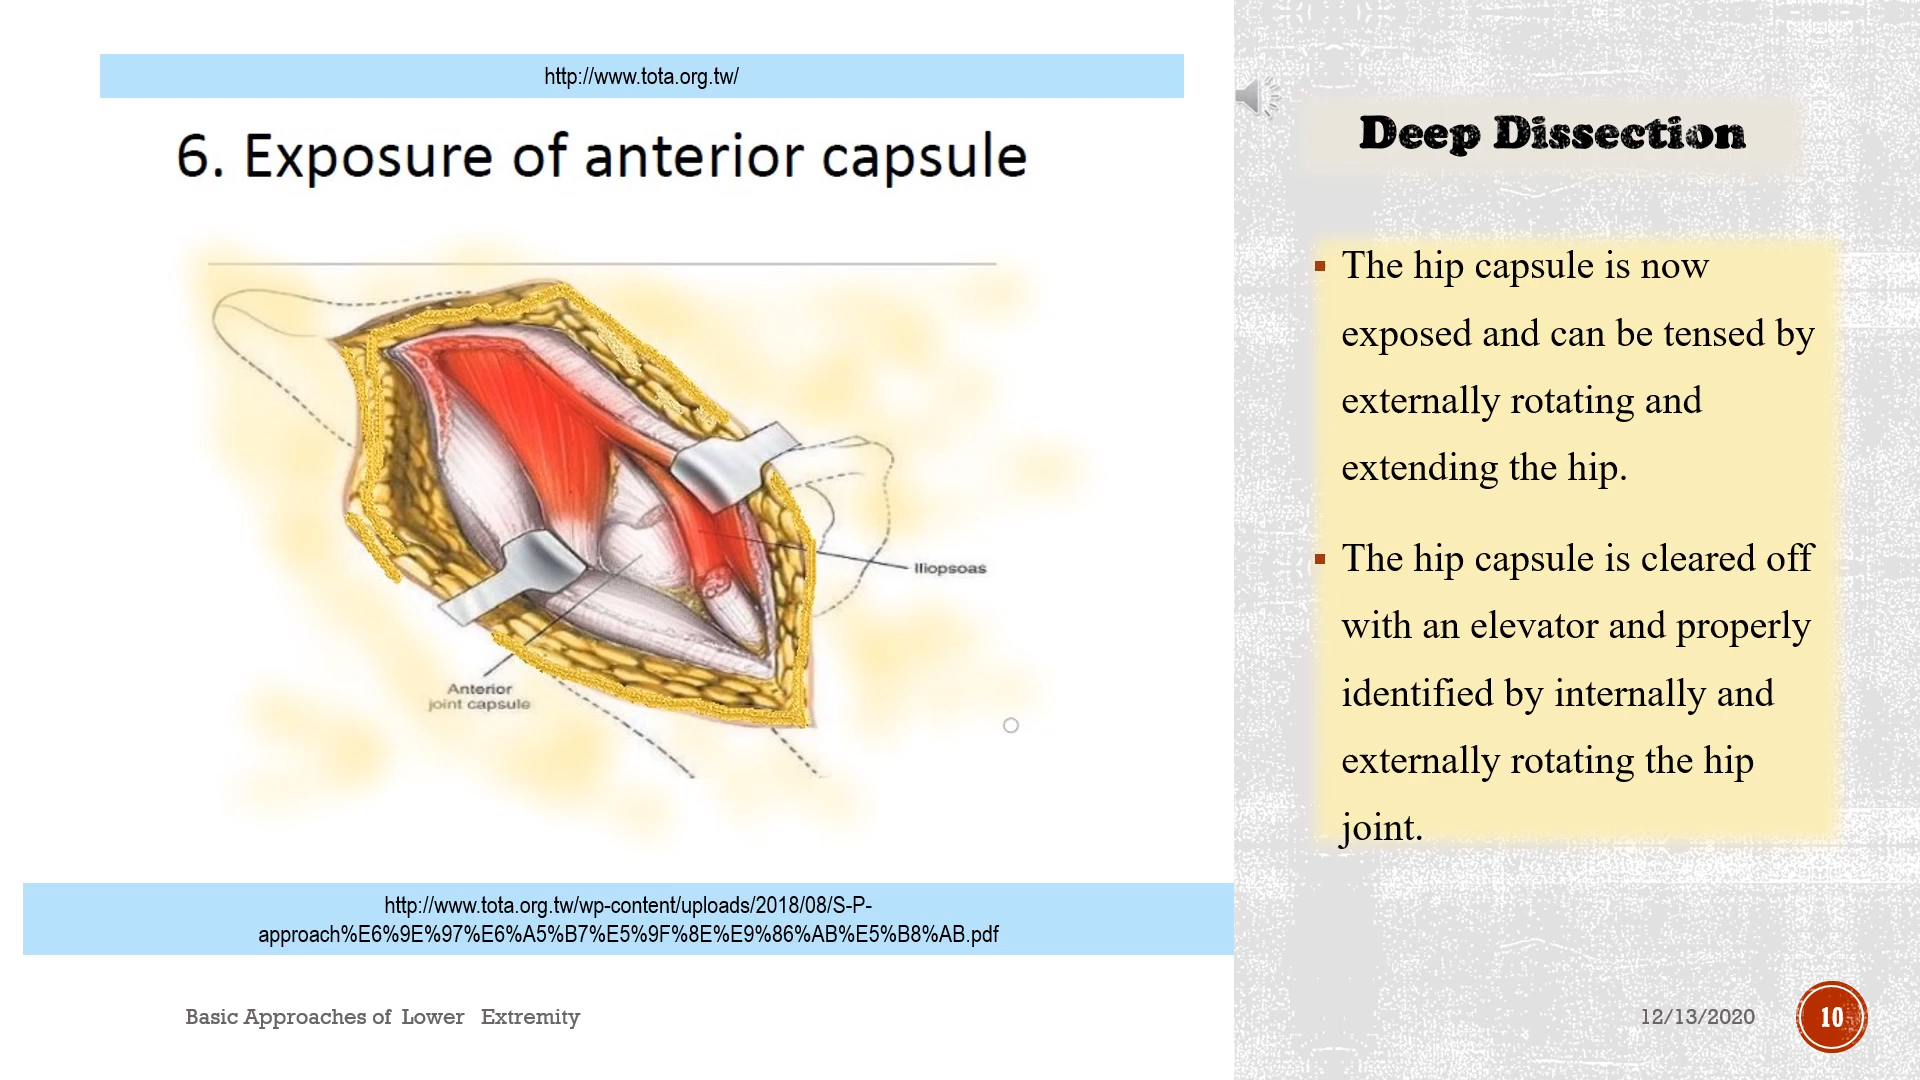 http://www.tota.org.tw/
6. Exposure of anterior capsule
Iliopsoas
Anterior
joint capsule
http://www.tota.org.tw/wp-content/uploads/2018/08/S-P-
approach%E6%9E%97%E6%A5%B7%E5%9F%8E%E9%86%AB%E5%B8%AB.pdf
Deep Dissection
▪ The hip capsule is now
exposed and can be tensed by
externally rotating and
extending the hip.
▪ The hip capsule is cleared off
with an elevator and properly
identified by internally and
externally rotating the hip
joint.
Basic Approaches of Lower Extremity
12/13/2020
10